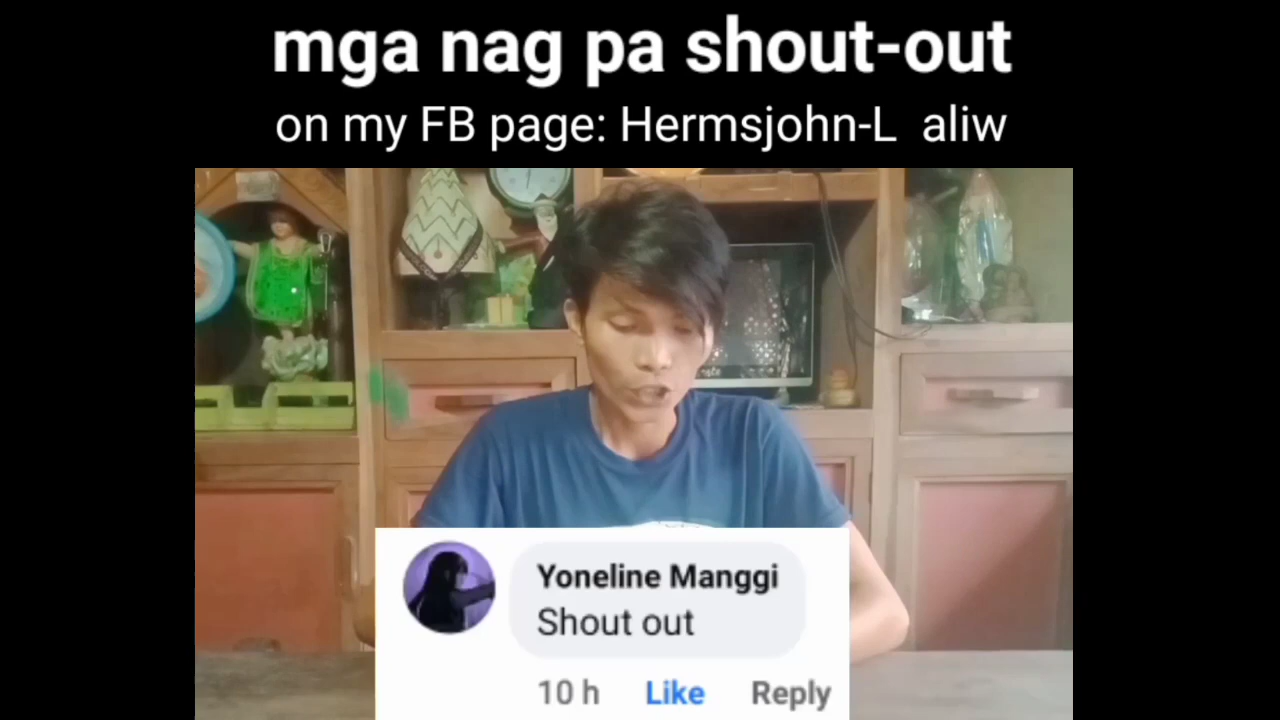 mga nag pa shout-out
on my FB page: Hermsjohn-L aliw
Yoneline Manggi
Shout out
10 h Like Reply